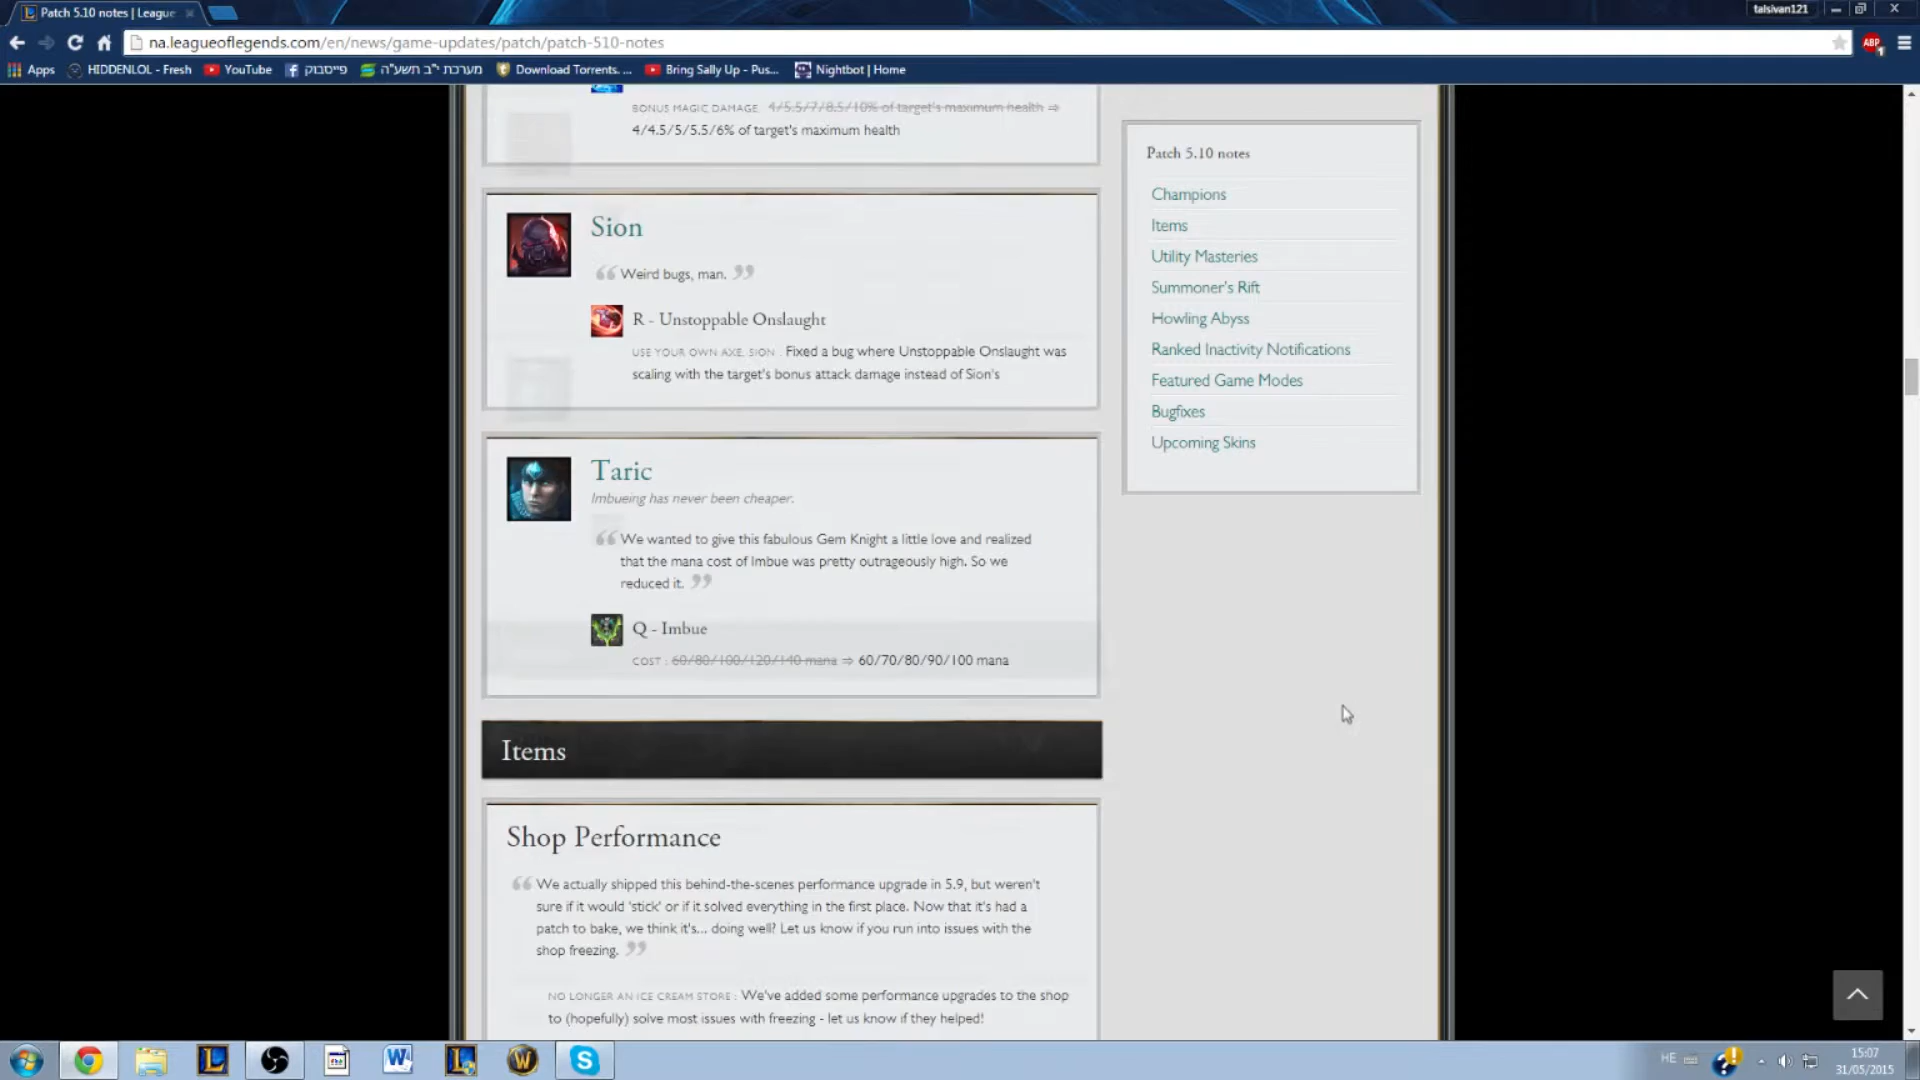 Patch 5.10 notes | League
talsivan121
na.leagueoflegends.com/en/news/game-updates/patch/patch-510-notes
ABP
Apps
HIDDENLOL - Fresh
YouTube
פייסבוק
מערכת י"ב תשע"ה
Download Torrents. ...
Bring Sally Up - Pus...
Nightbot | Home
BONUS MAGIC DAMAGE 4/5.5/7/8.5/10% of target's maximum health ⇒
4/4.5/5/5.5/6% of target's maximum health
Sion
Weird bugs, man.
R - Unstoppable Onslaught
USE YOUR OWN AXE, SION : Fixed a bug where Unstoppable Onslaught was
scaling with the target's bonus attack damage instead of Sion's
Taric
Imbueing has never been cheaper.
We wanted to give this fabulous Gem Knight a little love and realized
that the mana cost of Imbue was pretty outrageously high. So we
reduced it.
Q - Imbue
COST : 60/80/100/120/140 mana ⇒ 60/70/80/90/100 mana
Items
Shop Performance
We actually shipped this behind-the-scenes performance upgrade in 5.9, but weren't
sure if it would 'stick' or if it solved everything in the first place. Now that it's had a
patch to bake, we think it's... doing well? Let us know if you run into issues with the
shop freezing.
NO LONGER AN ICE CREAM STORE : We've added some performance upgrades to the shop
to (hopefully) solve most issues with freezing - let us know if they helped!
Patch 5.10 notes
Champions
Items
Utility Masteries
Summoner's Rift
Howling Abyss
Ranked Inactivity Notifications
Featured Game Modes
Bugfixes
Upcoming Skins
HE
15:07
31/05/2015